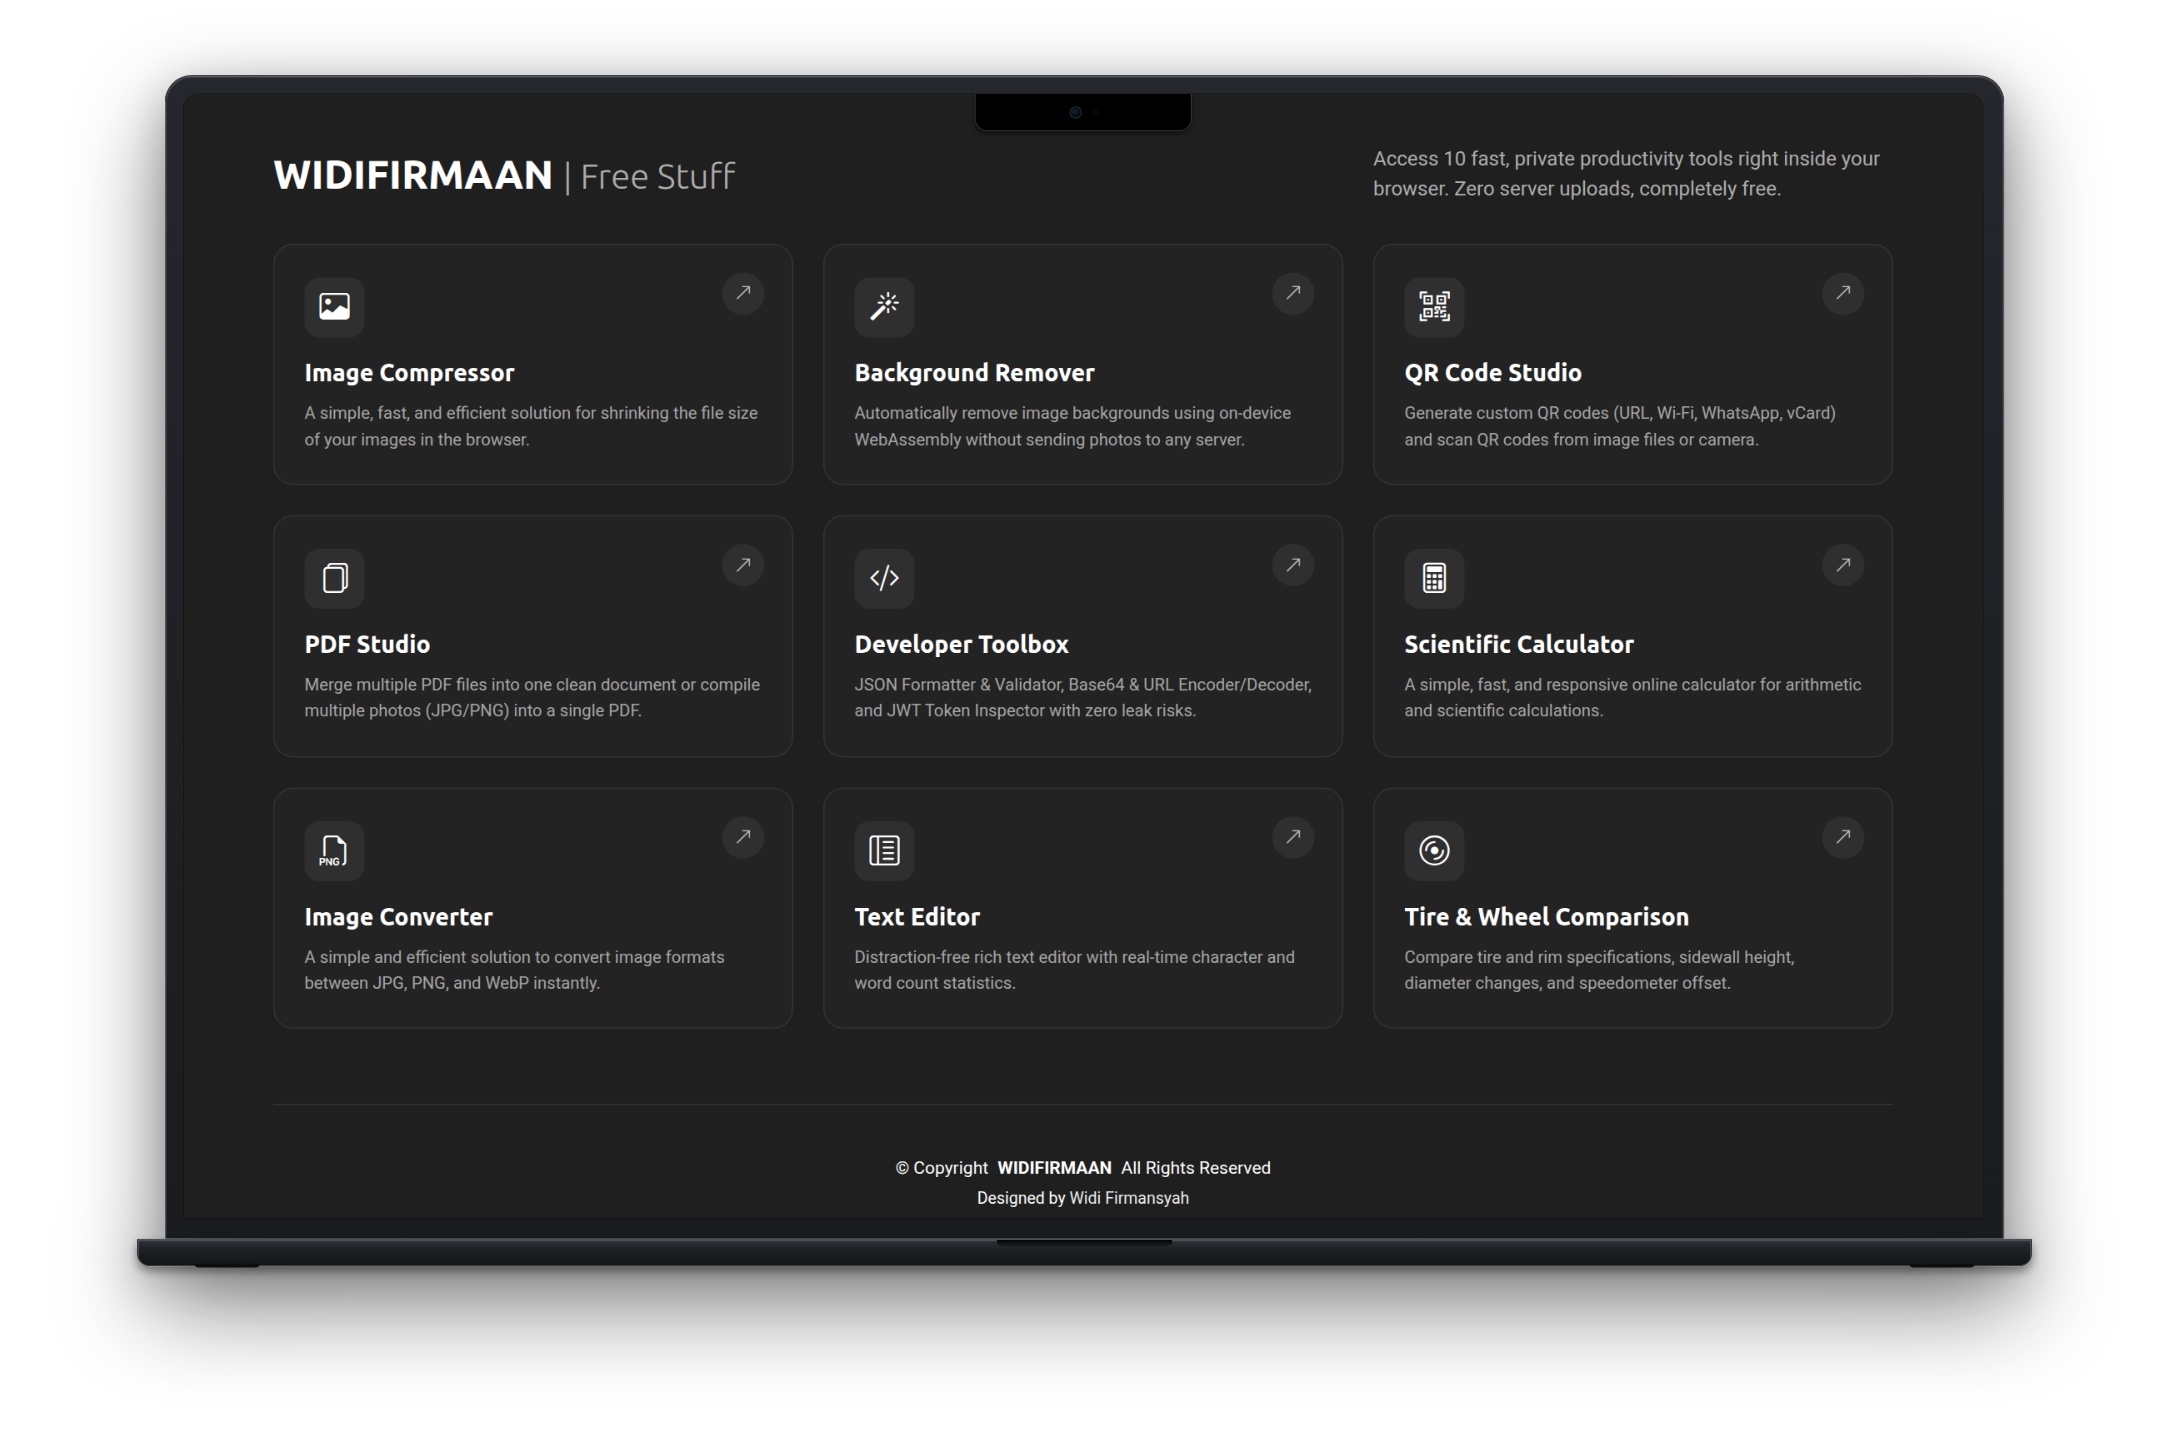 WIDIFIRMAAN | Free Stuff
Access 10 fast, private productivity tools right inside your
browser. Zero server uploads, completely free.
Image Compressor
A simple, fast, and efficient solution for shrinking the file size
of your images in the browser.
Background Remover
Automatically remove image backgrounds using on-device
WebAssembly without sending photos to any server.
QR Code Studio
Generate custom QR codes (URL, Wi-Fi, WhatsApp, vCard)
and scan QR codes from image files or camera.
PDF Studio
Merge multiple PDF files into one clean document or compile
multiple photos (JPG/PNG) into a single PDF.
Developer Toolbox
JSON Formatter & Validator, Base64 & URL Encoder/Decoder,
and JWT Token Inspector with zero leak risks.
Scientific Calculator
A simple, fast, and responsive online calculator for arithmetic
and scientific calculations.
PNG
Image Converter
A simple and efficient solution to convert image formats
between JPG, PNG, and WebP instantly.
Text Editor
Distraction-free rich text editor with real-time character and
word count statistics.
Tire & Wheel Comparison
Compare tire and rim specifications, sidewall height,
diameter changes, and speedometer offset.
© Copyright WIDIFIRMAAN All Rights Reserved
Designed by Widi Firmansyah